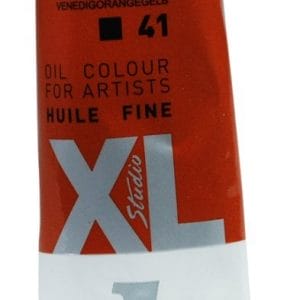 VENEDIGORANGEGELB
41
OIL COLOUR
FOR ARTISTS
HUILE FINE
XL
Studio